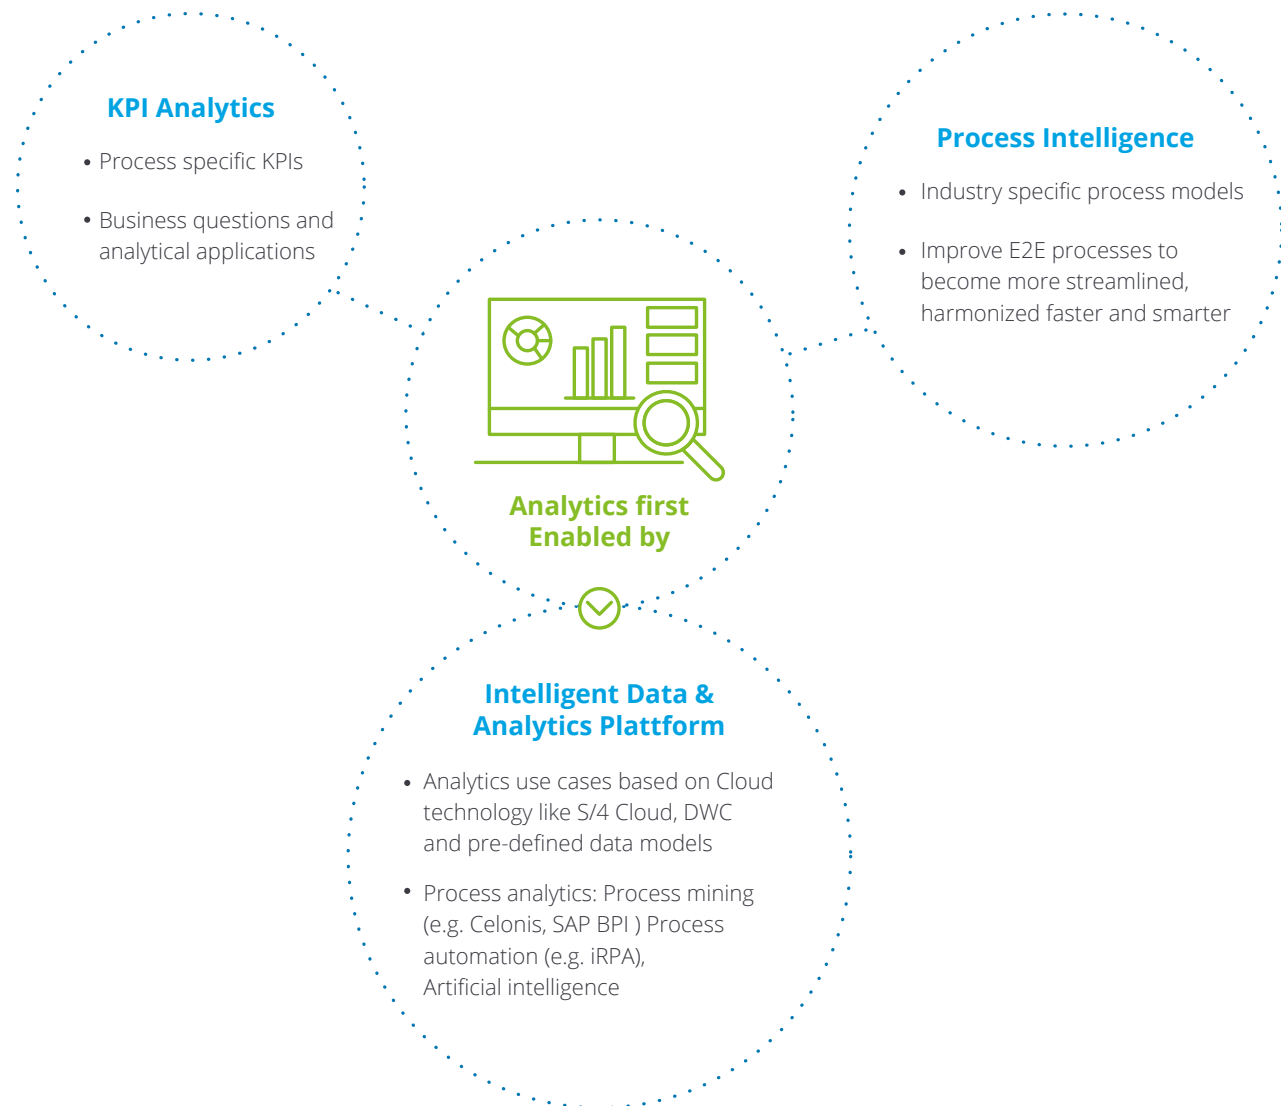 KPI Analytics
• Process specific KPIs
• Business questions and
analytical applications
Process Intelligence
• Industry specific process models
• Improve E2E processes to
become more streamlined,
harmonized faster and smarter
Analytics first
Enabled by
Intelligent Data &
Analytics Plattform
• Analytics use cases based on Cloud
technology like S/4 Cloud, DWC
and pre-defined data models
• Process analytics: Process mining
(e.g. Celonis, SAP BPI ) Process
automation (e.g. iRPA),
Artificial intelligence